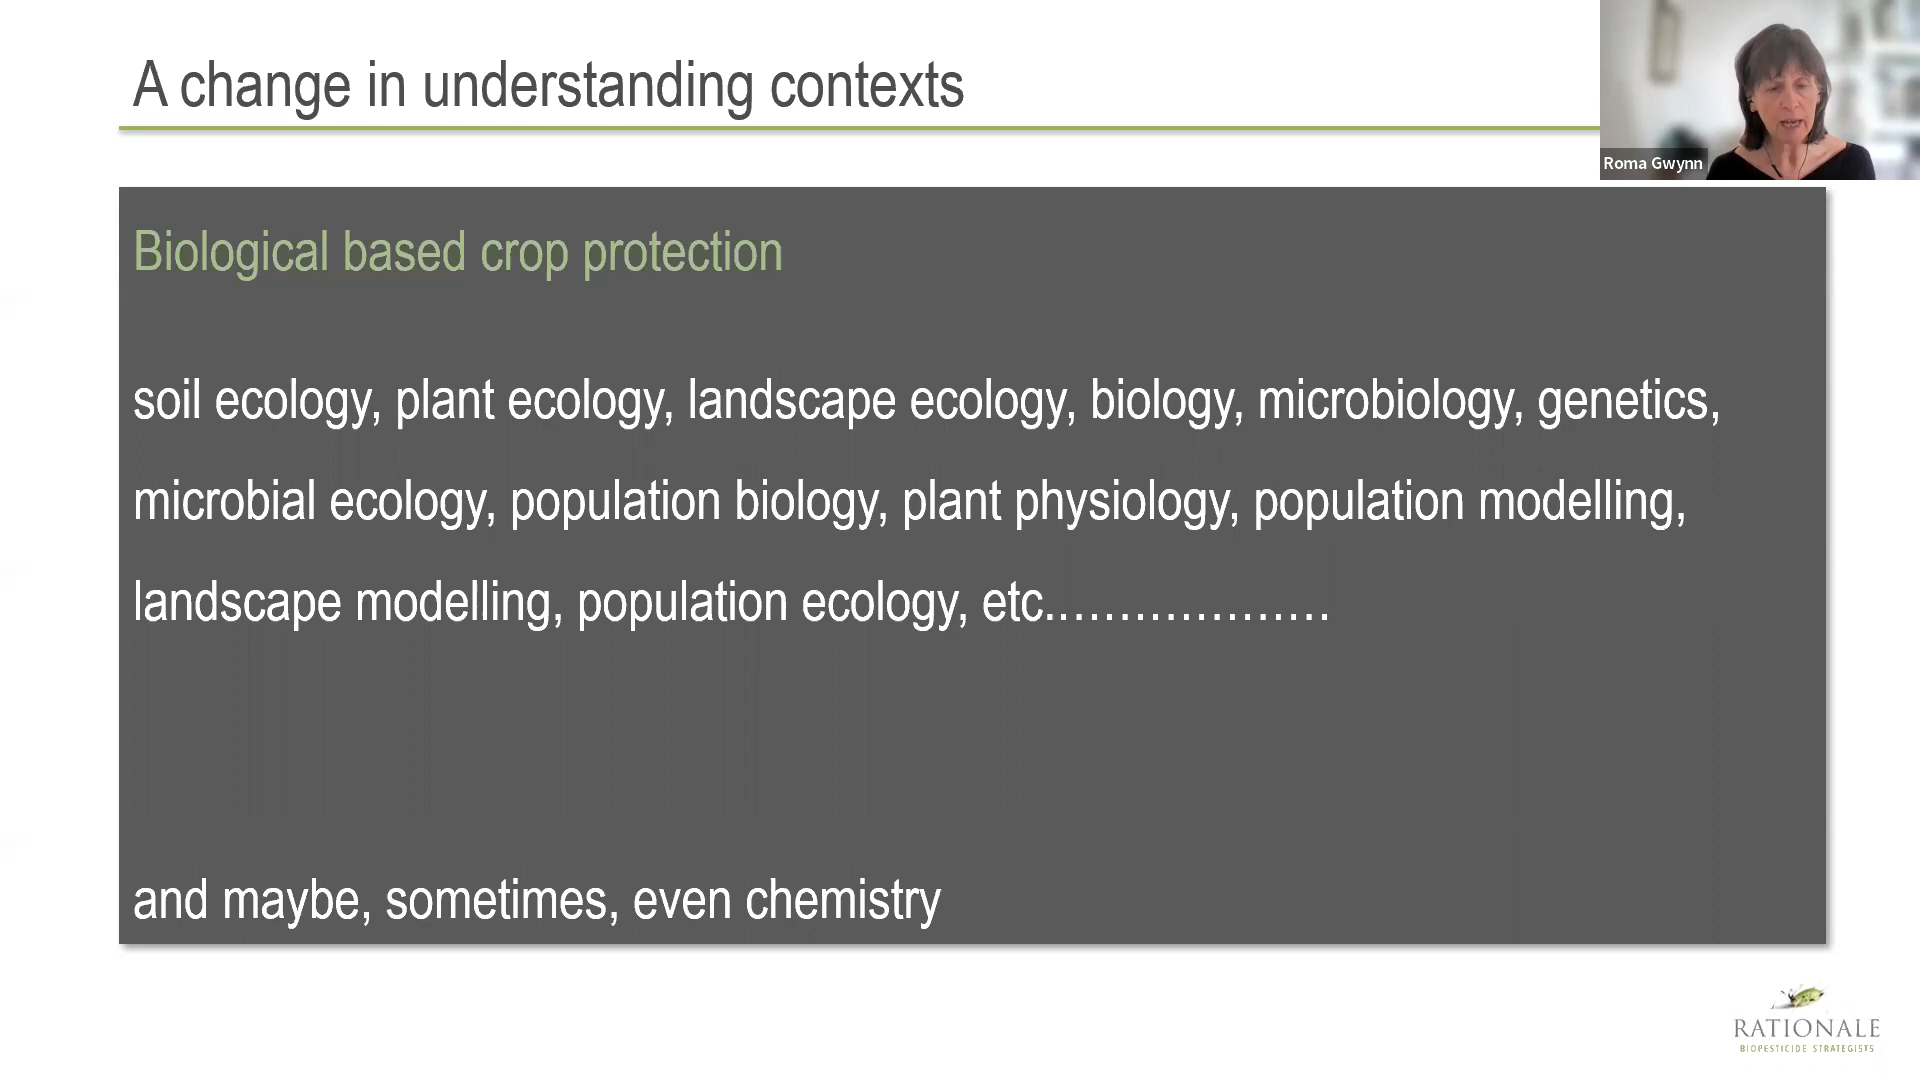 A change in understanding contexts
Roma Gwynn
Biological based crop protection
soil ecology, plant ecology, landscape ecology, biology, microbiology, genetics,
microbial ecology, population biology, plant physiology, population modelling,
landscape modelling, population ecology, etc...................
and maybe, sometimes, even chemistry
RATIONALE
BIOPESTICIDE STRATEGISTS